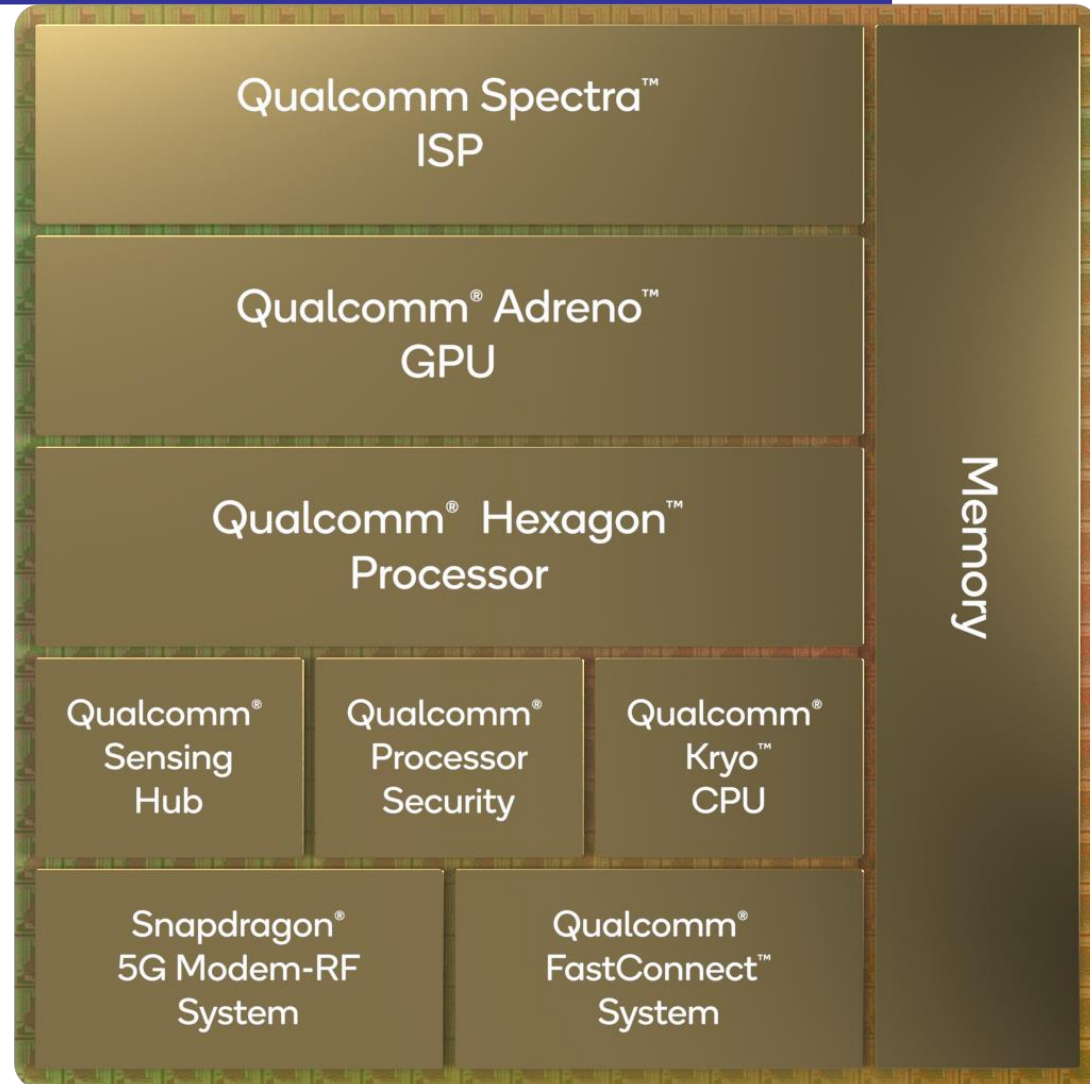 Qualcomm Spectra™
ISP
Qualcomm® Adreno™
GPU
Qualcomm® Hexagon™
Processor
Memory
Qualcomm®
Sensing
Hub
Qualcomm®
Processor
Security
Qualcomm®
Kryo™
CPU
Snapdragon®
5G Modem-RF
System
Qualcomm®
FastConnect™
System